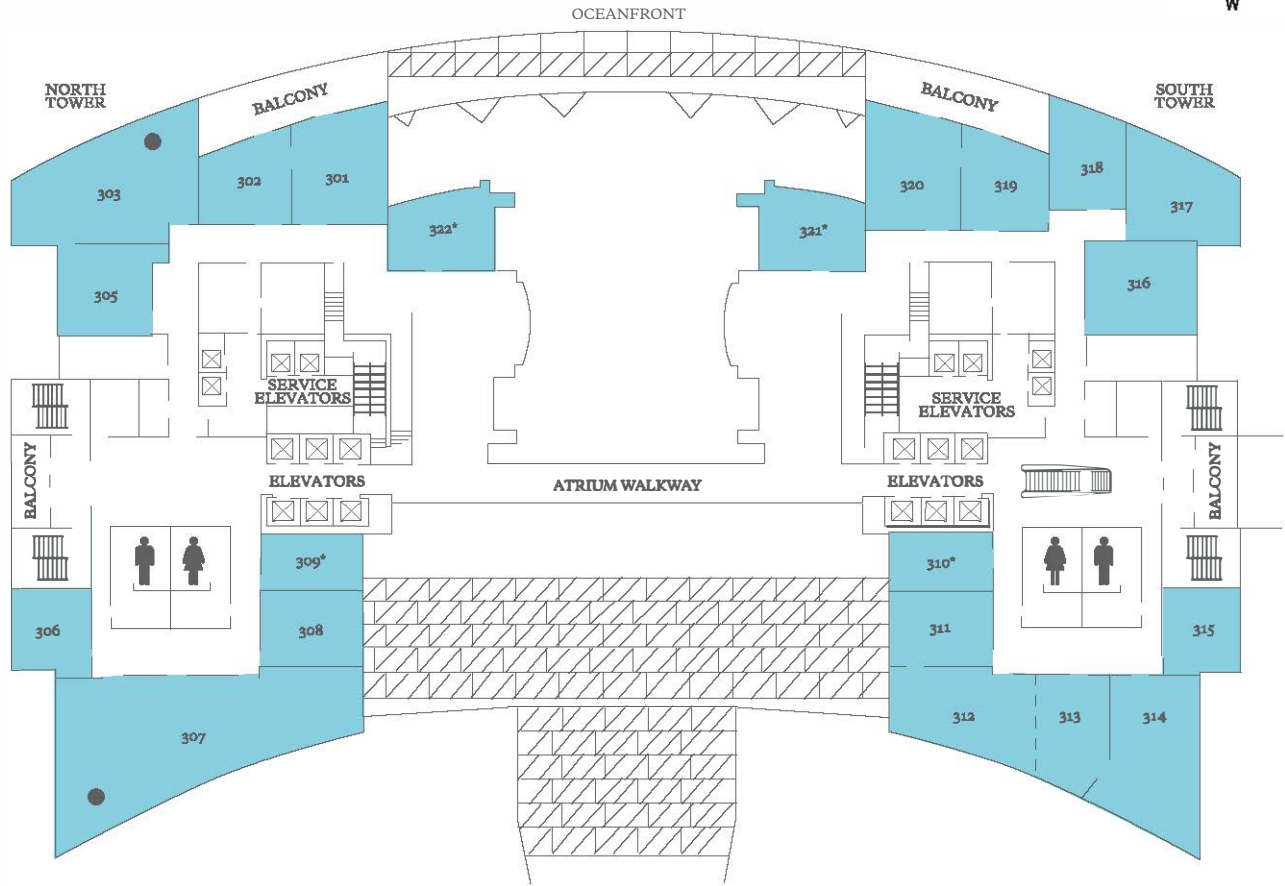 W
OCEANFRONT
NORTH
TOWER
BALCONY
BALCONY
SOUTH
TOWER
303
302
301
322*
321*
320
319
318
317
305
316
SERVICE
ELEVATORS
SERVICE
ELEVATORS
BALCONY
ELEVATORS
ATRIUM WALKWAY
ELEVATORS
BALCONY
309*
310*
306
308
311
315
307
312
313
314